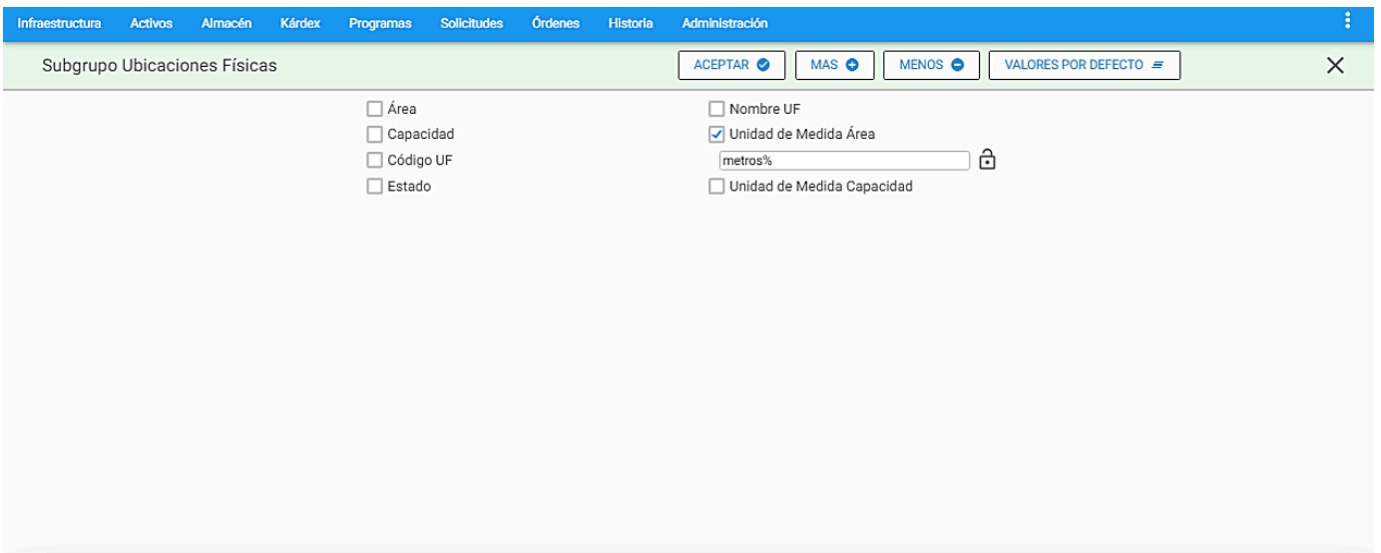 Infraestructura Activos Almacén Kárdex Programas Solicitudes Órdenes Historia Administración
Subgrupo Ubicaciones Físicas ACEPTAR MAS MENOS VALORES POR DEFECTO
Área
Capacidad
Código UF
Estado
Nombre UF
Unidad de Medida Área
metros%
Unidad de Medida Capacidad